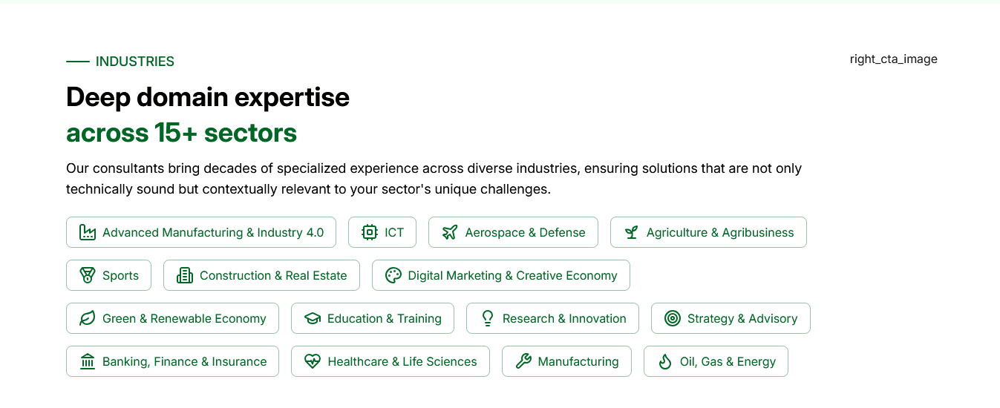 INDUSTRIES
right_cta_image
Deep domain expertise
across 15+ sectors
Our consultants bring decades of specialized experience across diverse industries, ensuring solutions that are not only
technically sound but contextually relevant to your sector's unique challenges.
Advanced Manufacturing & Industry 4.0
ICT
Aerospace & Defense
Agriculture & Agribusiness
Sports
Construction & Real Estate
Digital Marketing & Creative Economy
Green & Renewable Economy
Education & Training
Research & Innovation
Strategy & Advisory
Banking, Finance & Insurance
Healthcare & Life Sciences
Manufacturing
Oil, Gas & Energy